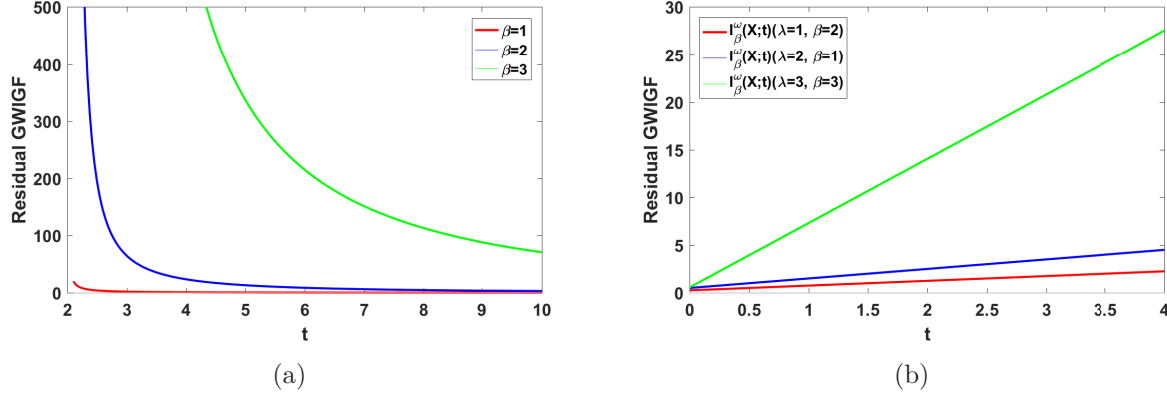 500
400
300
200
100
0
Residual GWIGF
2 3 4 5 6 7 8 9 10
t
β=1
β=2
β=3
(a)
30
25
20
15
10
5
0
Residual GWIGF
0 0.5 1 1.5 2 2.5 3 3.5 4
t
I^ω_β(X;t)(λ=1, β=2)
I^ω_β(X;t)(λ=2, β=1)
I^ω_β(X;t)(λ=3, β=3)
(b)